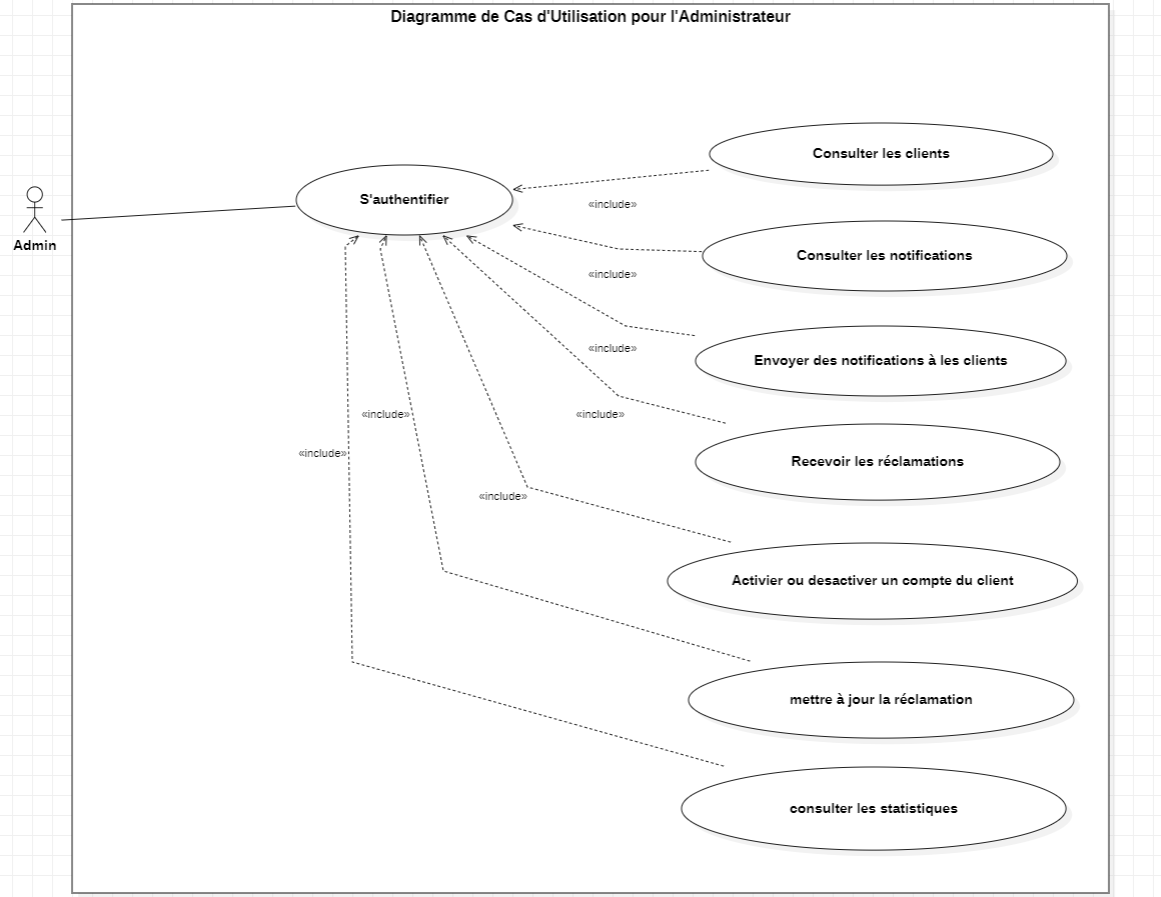 Diagramme de Cas d'Utilisation pour l'Administrateur
Consulter les clients
S'authentifier
«include»
Admin
Consulter les notifications
«include»
«include»
Envoyer des notifications à les clients
«include»
«include»
«include»
Recevoir les réclamations
«include»
Activier ou desactiver un compte du client
mettre à jour la réclamation
consulter les statistiques